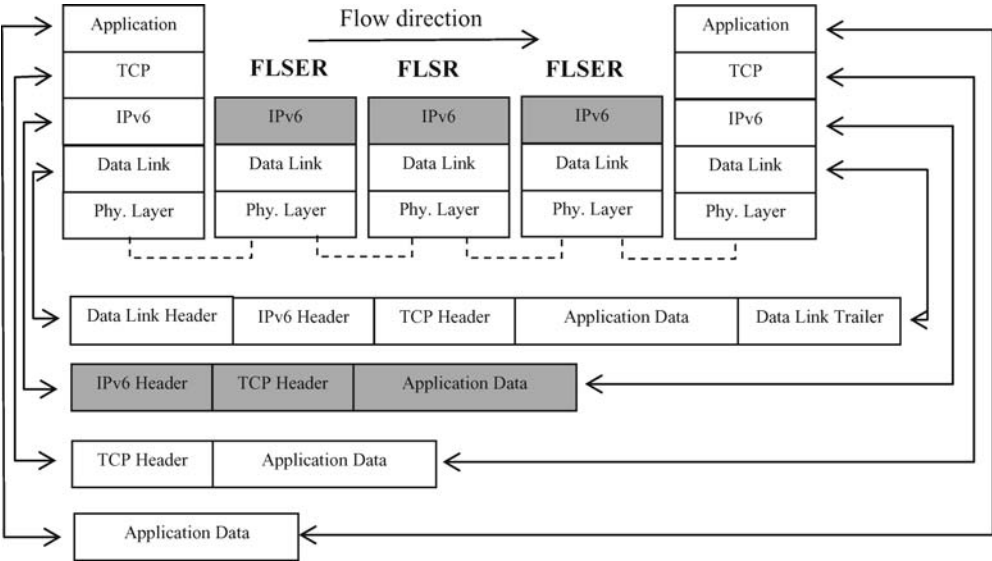 Flow direction
Application
Application
TCP
FLSER
FLSR
FLSER
TCP
IPv6
IPv6
IPv6
IPv6
IPv6
Data Link
Data Link
Data Link
Data Link
Data Link
Phy. Layer
Phy. Layer
Phy. Layer
Phy. Layer
Phy. Layer
Data Link Header
IPv6 Header
TCP Header
Application Data
Data Link Trailer
IPv6 Header
TCP Header
Application Data
TCP Header
Application Data
Application Data